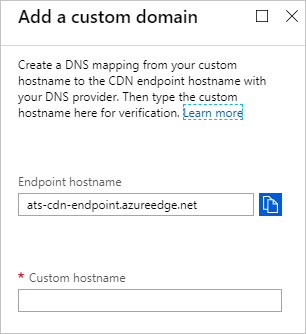 Add a custom domain
Create a DNS mapping from your custom
hostname to the CDN endpoint hostname with
your DNS provider. Then type the custom
hostname here for verification. Learn more
Endpoint hostname
ats-cdn-endpoint.azureedge.net
* Custom hostname